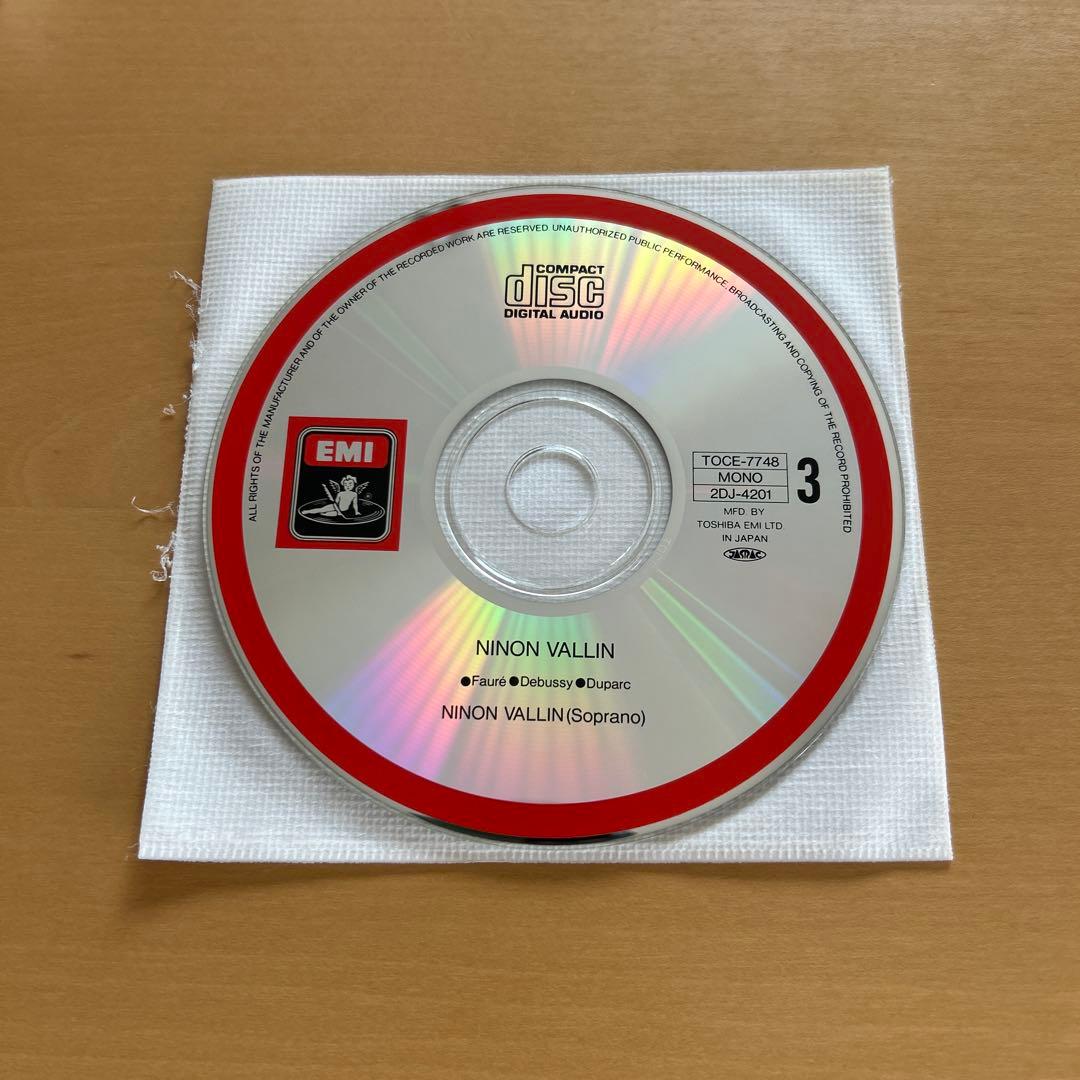 ALL RIGHTS OF THE MANUFACTURER AND OF THE OWNER OF THE RECORDED WORK ARE RESERVED. UNAUTHORIZED PUBLIC PERFORMANCE, BROADCASTING AND COPYING OF THE RECORD PROHIBITED
COMPACT
disc
DIGITAL AUDIO
EMI
TOCE-7748
MONO
2DJ-4201
3
MFD. BY
TOSHIBA EMI LTD.
IN JAPAN
JASRAC
NINON VALLIN
●Fauré ●Debussy ●Duparc
NINON VALLIN (Soprano)